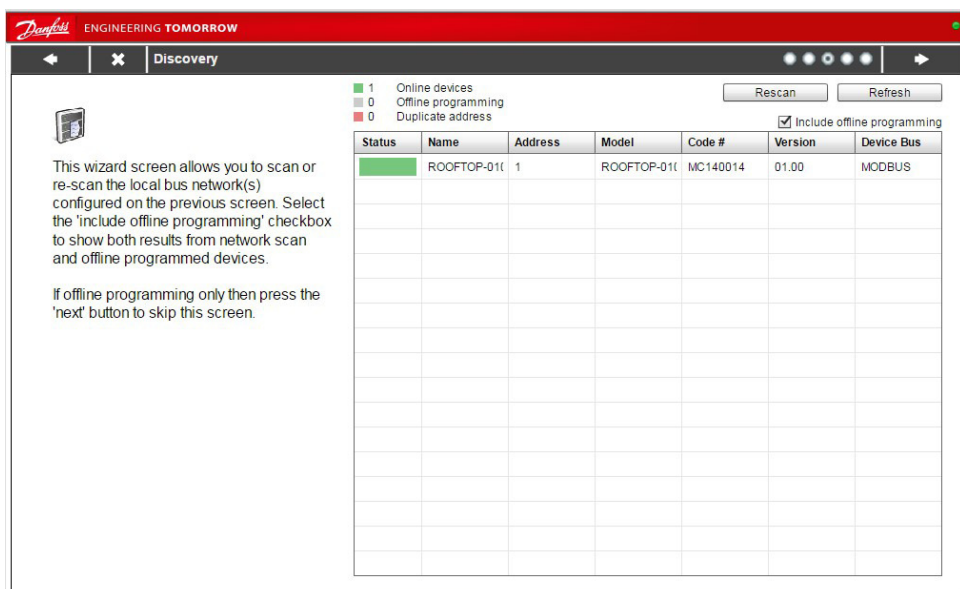 Danfoss ENGINEERING TOMORROW
Discovery
1 Online devices
0 Offline programming
0 Duplicate address
Rescan Refresh
Include offline programming
This wizard screen allows you to scan or
re-scan the local bus network(s)
configured on the previous screen. Select
the 'include offline programming' checkbox
to show both results from network scan
and offline programmed devices.
If offline programming only then press the
'next' button to skip this screen.
Status Name Address Model Code # Version Device Bus
ROOFTOP-010 1 ROOFTOP-010 MC140014 01.00 MODBUS